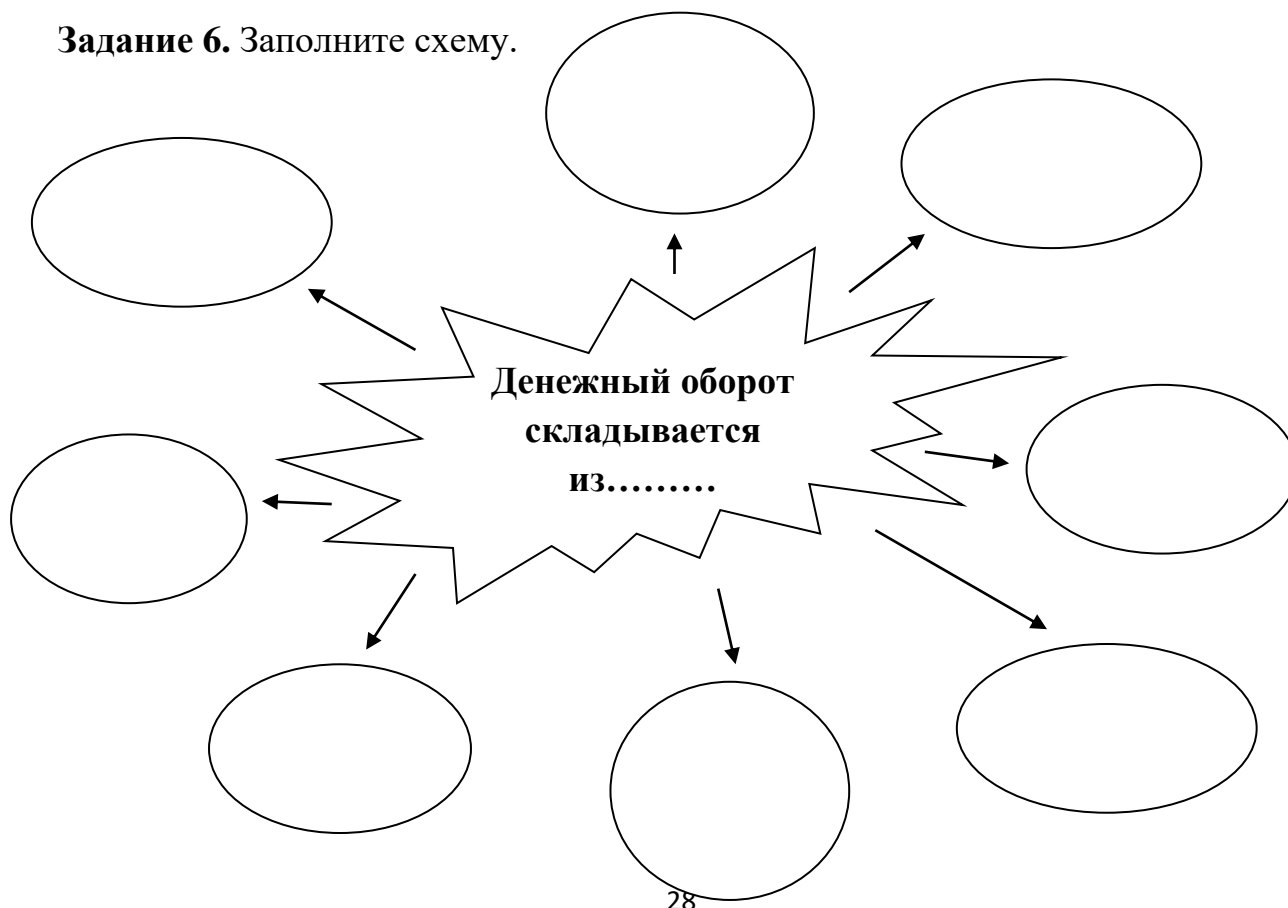 Задание 6. Заполните схему.
Денежный оборот
складывается
из………
28